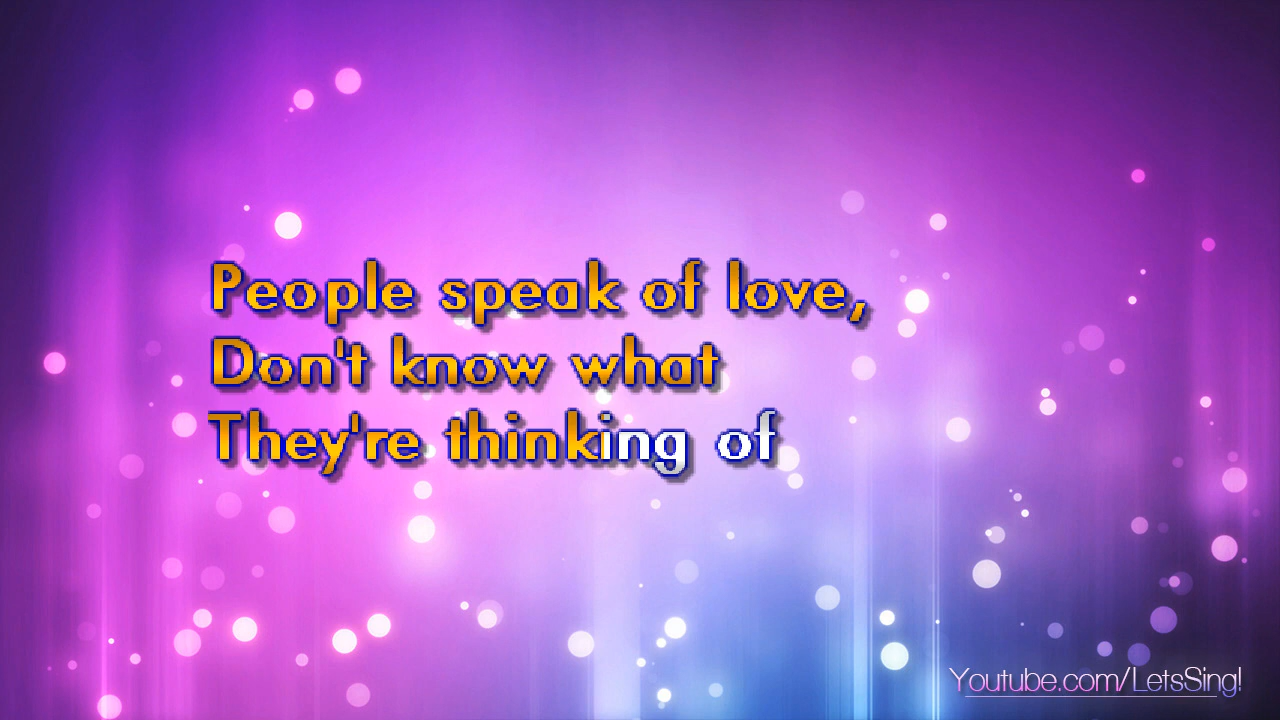 People speak of love,
Don't know what
They're thinking of
Youtube.com/LetsSing!